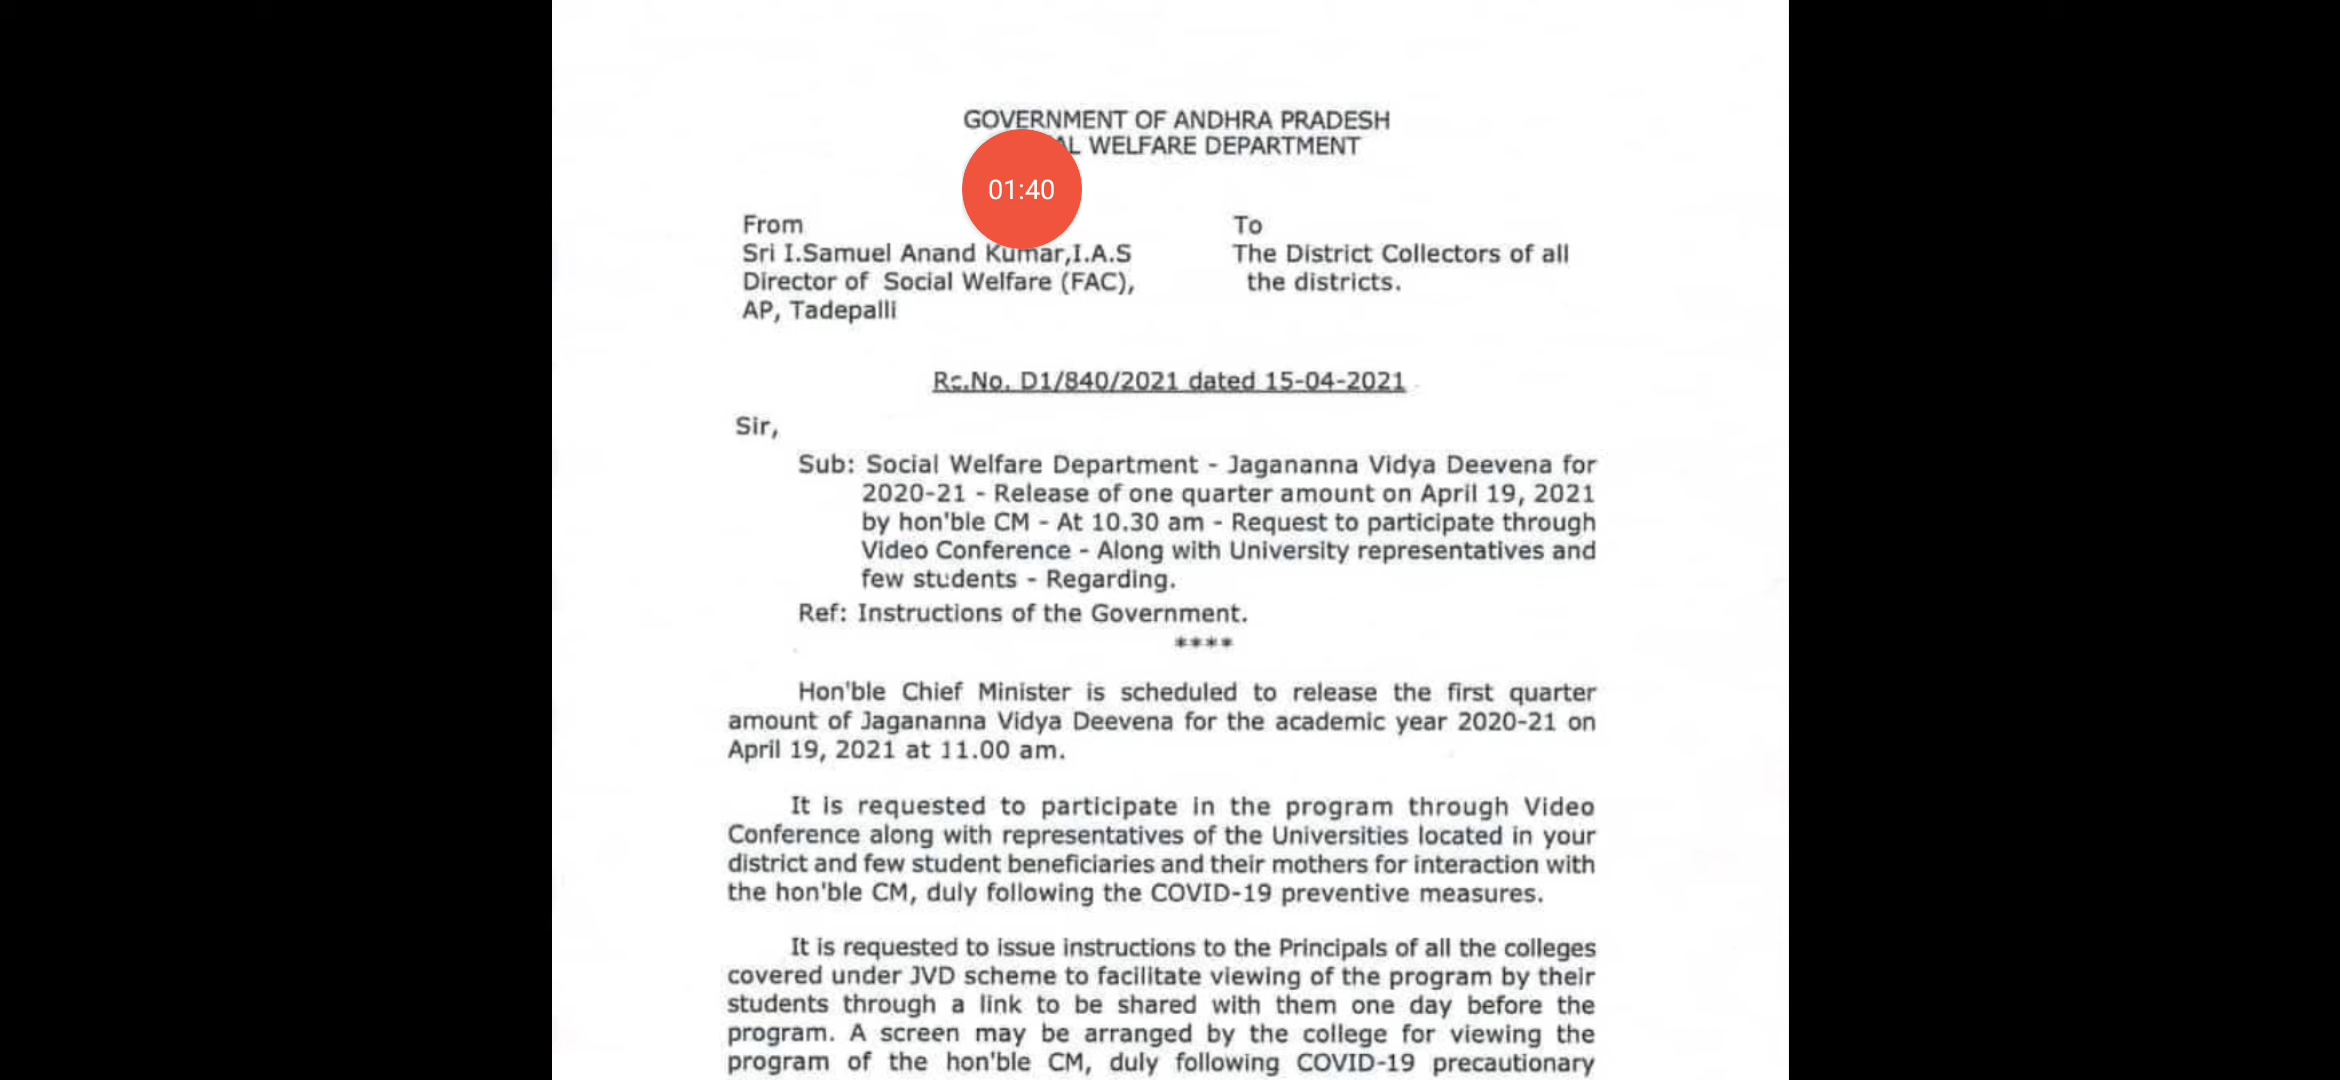 GOVERNMENT OF ANDHRA PRADESH
WELFARE DEPARTMENT
01:40
From
Sri I.Samuel Anand Kumar,I.A.S
Director of Social Welfare (FAC),
AP, Tadepalli
To
The District Collectors of all
the districts.
Rc.No. D1/840/2021 dated 15-04-2021
Sir,
Sub: Social Welfare Department - Jagananna Vidya Deevena for
2020-21 - Release of one quarter amount on April 19, 2021
by hon'ble CM - At 10.30 am - Request to participate through
Video Conference - Along with University representatives and
few students - Regarding.
Ref: Instructions of the Government.
****
Hon'ble Chief Minister is scheduled to release the first quarter
amount of Jagananna Vidya Deevena for the academic year 2020-21 on
April 19, 2021 at 11.00 am.
It is requested to participate in the program through Video
Conference along with representatives of the Universities located in your
district and few student beneficiaries and their mothers for interaction with
the hon'ble CM, duly following the COVID-19 preventive measures.
It is requested to issue instructions to the Principals of all the colleges
covered under JVD scheme to facilitate viewing of the program by their
students through a link to be shared with them one day before the
program. A screen may be arranged by the college for viewing the
program of the hon'ble CM, duly following COVID-19 precautionary